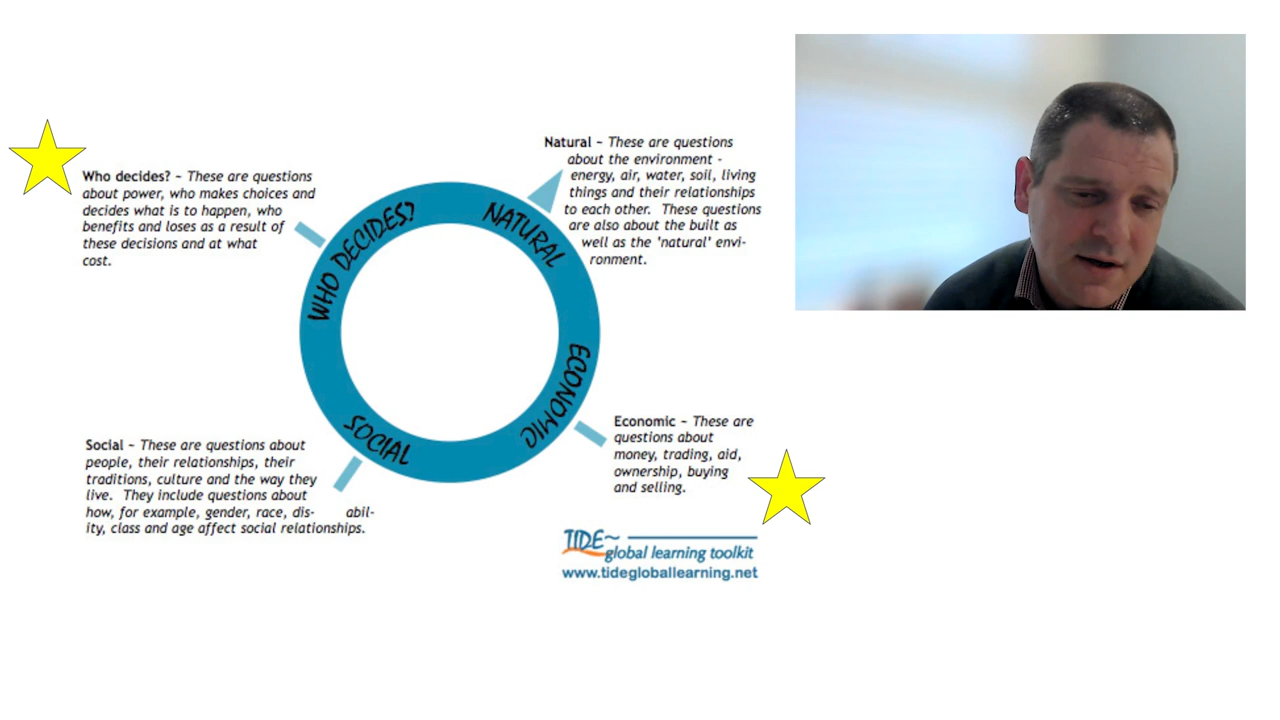 Who decides? ~ These are questions
about power, who makes choices and
decides what is to happen, who
benefits and loses as a result of
these decisions and at what
cost.
Natural ~ These are questions
about the environment -
energy, air, water, soil, living
things and their relationships
to each other. These questions
are also about the built as
well as the 'natural' envi-
ronment.
WHO DECIDES?
NATURAL
ECONOMIC
SOCIAL
Social ~ These are questions about
people, their relationships, their
traditions, culture and the way they
live. They include questions about
how, for example, gender, race, dis- abil-
ity, class and age affect social relationships.
Economic ~ These are
questions about
money, trading, aid,
ownership, buying
and selling.
TIDE~
global learning toolkit
www.tidegloballearning.net